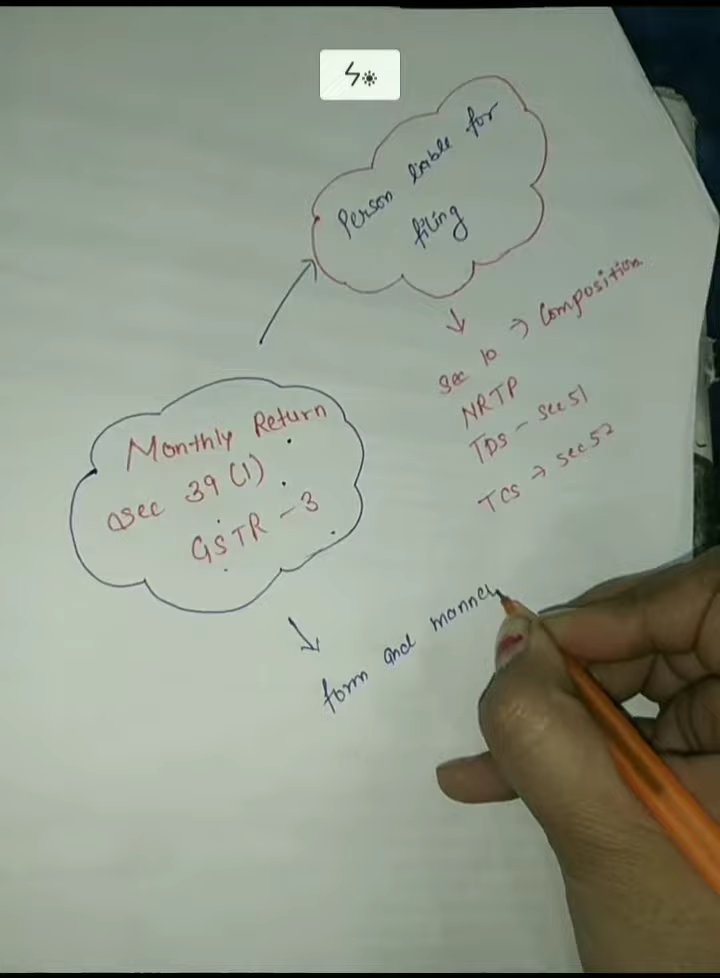 Person liable for
filing
Sec 10 → Composition
NRTP
TDS - sec 51
TCS → sec 52
Monthly Return
Sec 39 (1)
GSTR - 3
form and manner